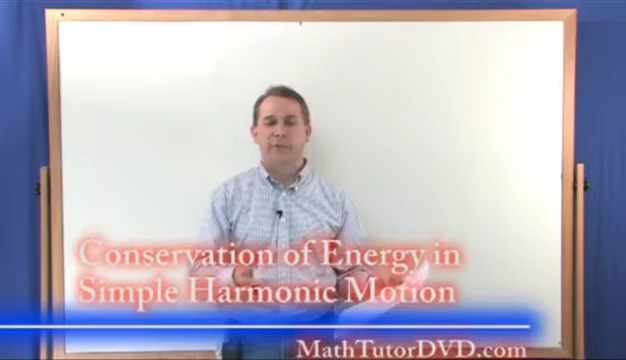 Conservation of Energy in
Simple Harmonic Motion
MathTutorDVD.com